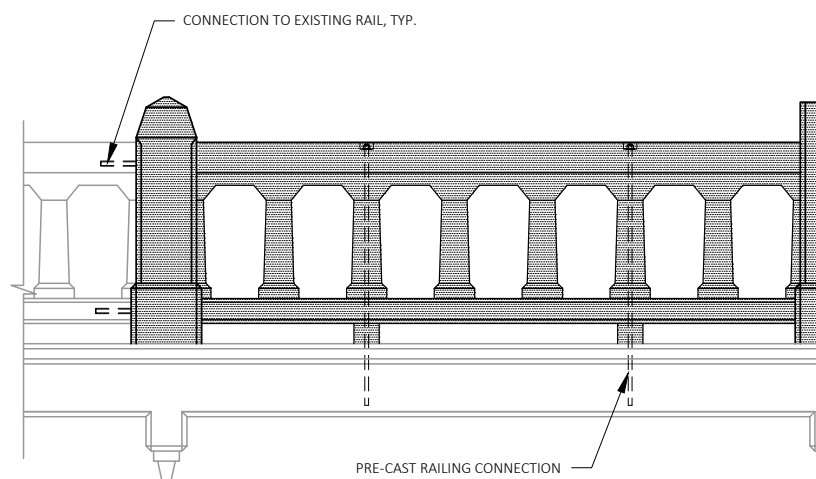 CONNECTION TO EXISTING RAIL, TYP.
PRE-CAST RAILING CONNECTION